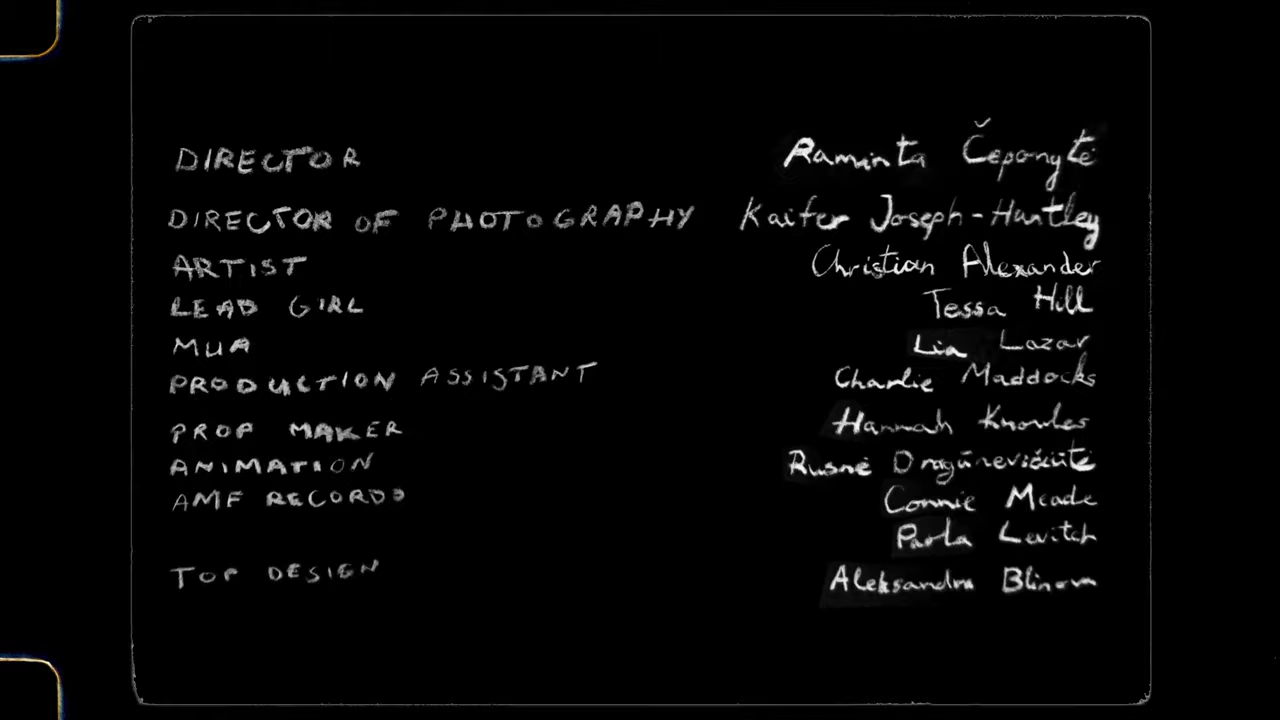 DIRECTOR Raminta Čeponytė
DIRECTOR OF PHOTOGRAPHY Kaifer Joseph-Huntley
ARTIST Christian Alexander
LEAD GIRL Tessa Hill
MUA Lia Lazar
PRODUCTION ASSISTANT Charlie Maddocks
PROP MAKER Hannah Knowles
ANIMATION Rusnė Dragūnevičiūtė
AMF RECORDS Connie Meade
Parla Levitch
TOP DESIGN Aleksandra Blinova